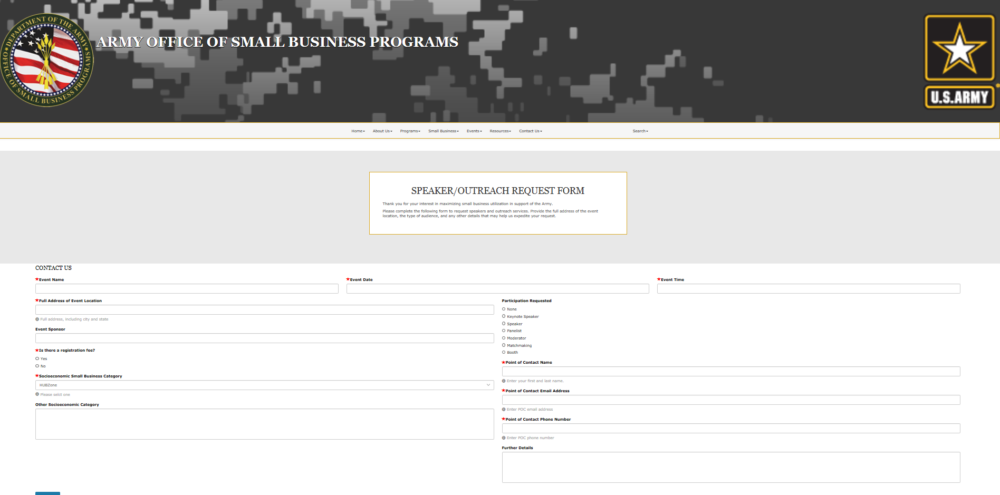 DEPARTMENT OF THE ARMY
OFFICE OF SMALL BUSINESS PROGRAMS
ARMY OFFICE OF SMALL BUSINESS PROGRAMS
U.S.ARMY
Home About Us Programs Small Business Events Resources Contact Us Search
SPEAKER/OUTREACH REQUEST FORM
Thank you for your interest in maximizing small business utilization in support of the Army.
Please complete the following form to request speakers and outreach services. Provide the full address of the event
location, the type of audience, and any other details that may help us expedite your request.
CONTACT US
*Event Name
*Event Date
*Event Time
*Full Address of Event Location
Full address, including city and state
Event Sponsor
*Is there a registration fee?
Yes
No
*Socioeconomic Small Business Category
HUBZone
Please selct one
Other Socioeconomic Category
Participation Requested
None
Keynote Speaker
Speaker
Panelist
Moderator
Matchmaking
Booth
*Point of Contact Name
Enter your first and last name.
*Point of Contact Email Address
Enter POC email address
*Point of Contact Phone Number
Enter POC phone number
Further Details